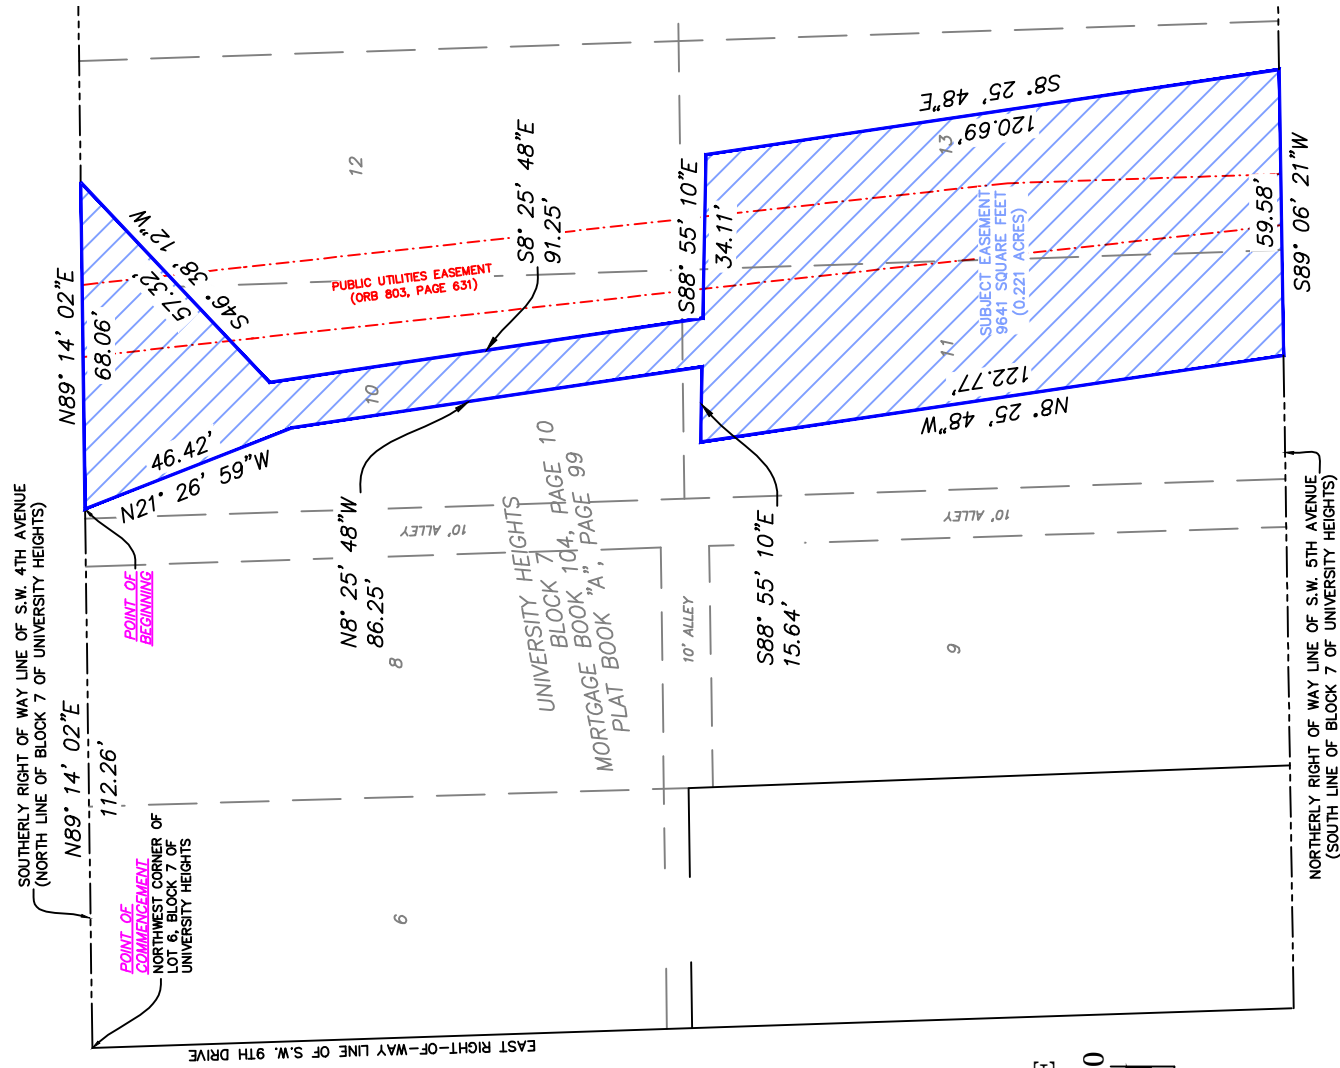 SOUTHERLY RIGHT OF WAY LINE OF S.W. 4TH AVENUE
(NORTH LINE OF BLOCK 7 OF UNIVERSITY HEIGHTS)
N89° 14' 02"E
112.26'
POINT OF
COMMENCEMENT
NORTHWEST CORNER OF
LOT 6, BLOCK 7 OF
UNIVERSITY HEIGHTS
POINT OF
BEGINNING
N89° 14' 02"E
68.06'
S46° 38' 12"W
57.32'
46.42'
N21° 26' 59"W
PUBLIC UTILITIES EASEMENT
(ORB 803, PAGE 631)
12
10
S8° 25' 48"E
91.25'
N8° 25' 48"W
86.25'
8
6
10' ALLEY
UNIVERSITY HEIGHTS
BLOCK 7
MORTGAGE BOOK 104, PAGE 10
PLAT BOOK "A", PAGE 99
S88° 55' 10"E
34.11'
S88° 55' 10"E
15.64'
10' ALLEY
S8° 25' 48"E
120.69'
13
SUBJECT EASEMENT
9641 SQUARE FEET
(0.221 ACRES)
11
122.77'
N8° 25' 48"W
10' ALLEY
9
59.58'
S89° 06' 21"W
NORTHERLY RIGHT OF WAY LINE OF S.W. 5TH AVENUE
(SOUTH LINE OF BLOCK 7 OF UNIVERSITY HEIGHTS)
EAST RIGHT-OF-WAY LINE OF S.W. 9TH DRIVE
0